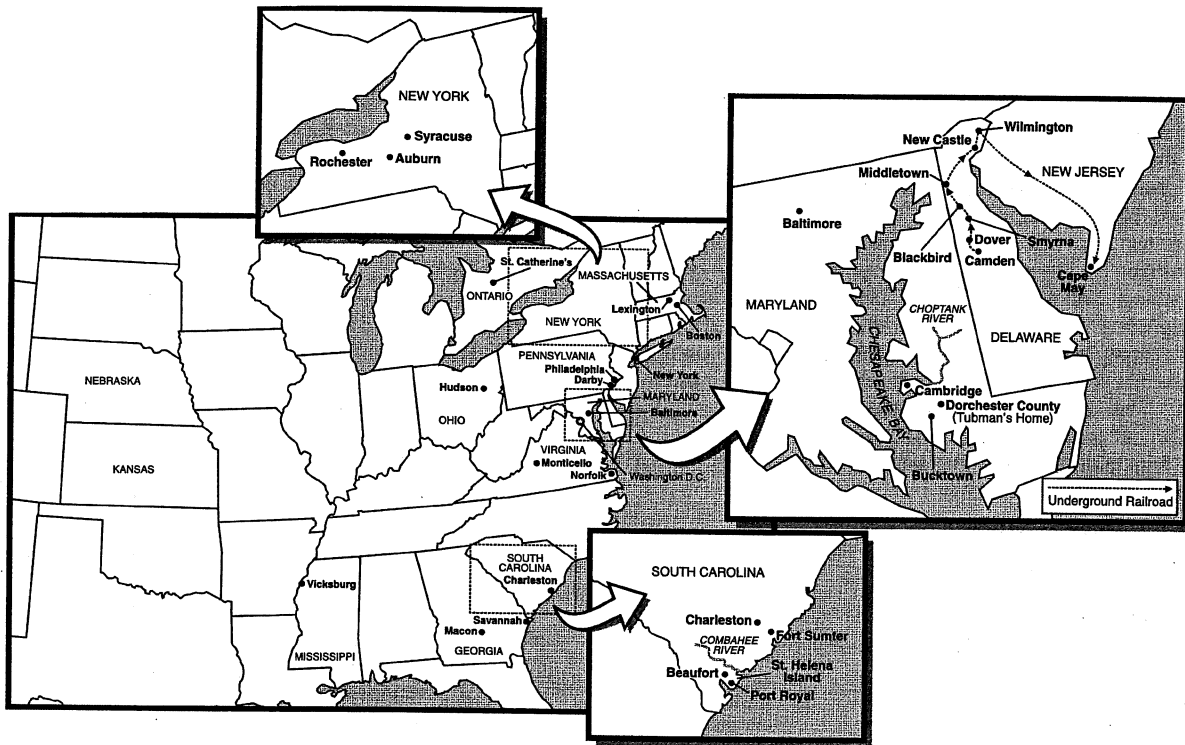 NEW YORK
Syracuse
Rochester
Auburn
St. Catherine's
MASSACHUSETTS
ONTARIO
Lexington
NEW YORK
Boston
PENNSYLVANIA
Philadelphia
New York
Darby
NEBRASKA
Hudson
MARYLAND
Baltimore
OHIO
VIRGINIA
KANSAS
Monticello
Norfolk
Washington D.C.
SOUTH
CAROLINA
Charleston
Vicksburg
Savannah
Macon
MISSISSIPPI
GEORGIA
Wilmington
New Castle
Middletown
NEW JERSEY
Baltimore
Dover
Smyrna
Blackbird
Camden
Cape
May
MARYLAND
CHOPTANK
RIVER
DELAWARE
CHESAPEAKE BAY
Cambridge
Dorchester County
(Tubman's Home)
Bucktown
Underground Railroad
SOUTH CAROLINA
Charleston
Fort Sumter
COMBAHEE
RIVER
Beaufort
St. Helena
Island
Port Royal